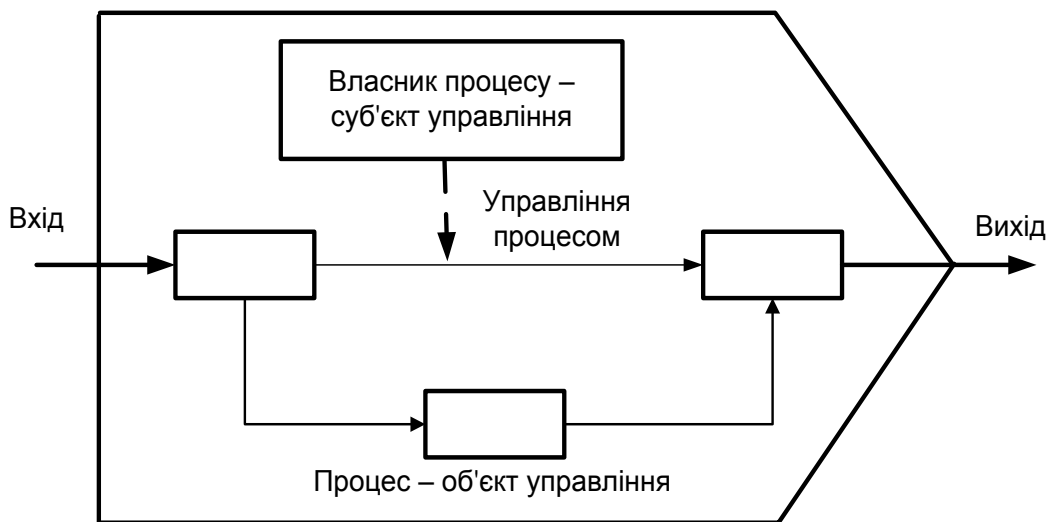 Власник процесу –
суб'єкт управління
Управління
процесом
Вхід
Вихід
Процес – об'єкт управління